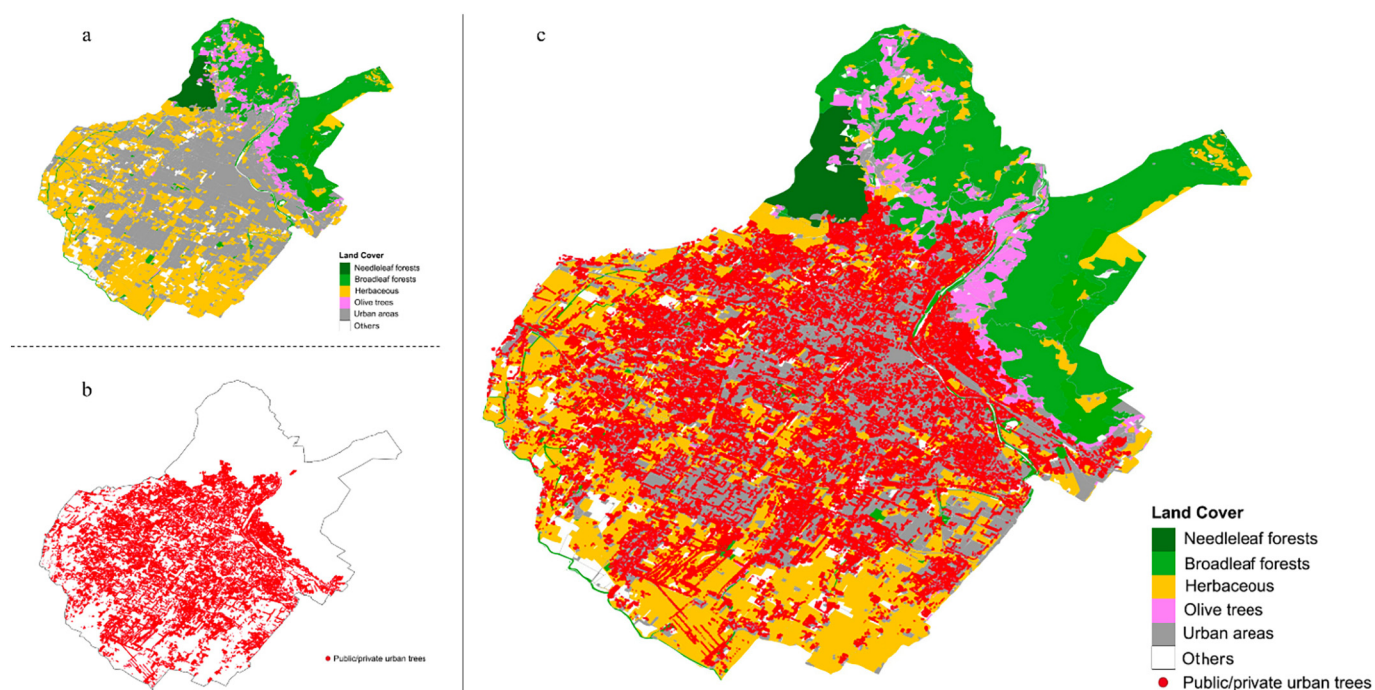 a
Land Cover
Needleleaf forests
Broadleaf forests
Herbaceous
Olive trees
Urban areas
Others
b
Public/private urban trees
c
Land Cover
Needleleaf forests
Broadleaf forests
Herbaceous
Olive trees
Urban areas
Others
Public/private urban trees